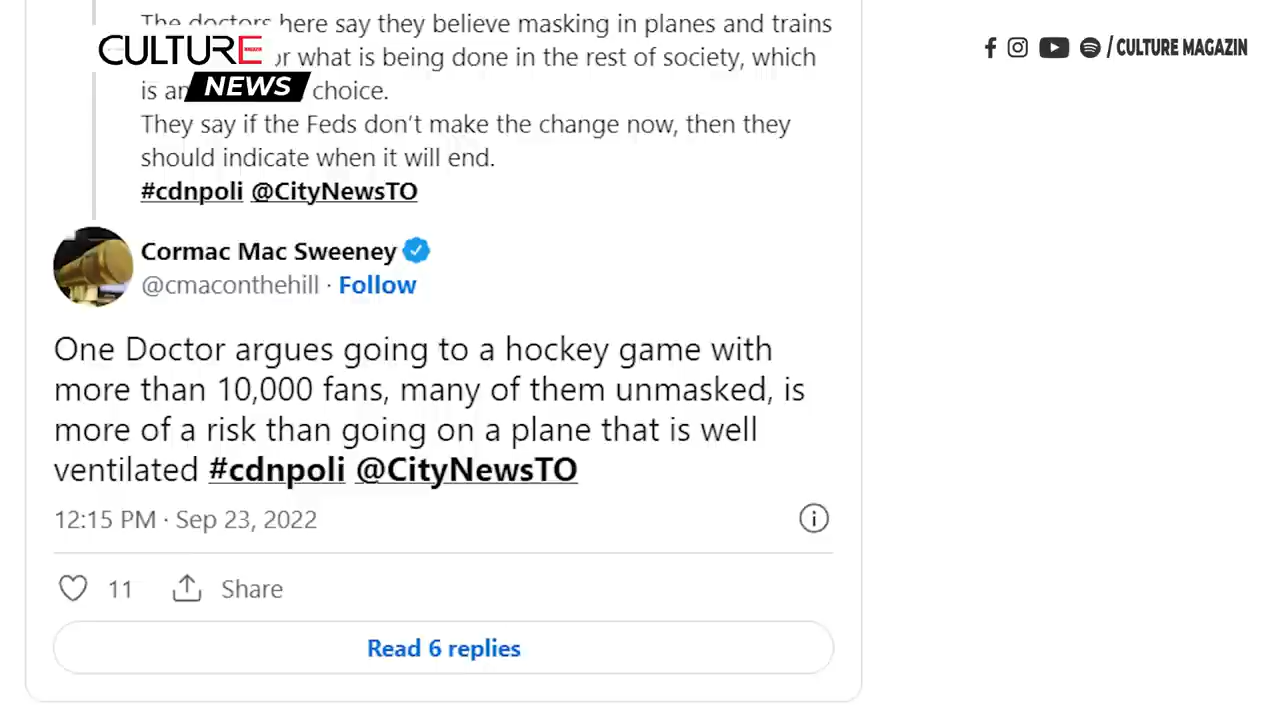 The doctors here say they believe masking in planes and trains
CULTURE
or what is being done in the rest of society, which
/ CULTURE MAGAZIN
is an
NEWS
choice.
They say if the Feds don't make the change now, then they
should indicate when it will end.
#cdnpoli @CityNewsTO
Cormac Mac Sweeney
@cmaconthehill · Follow
One Doctor argues going to a hockey game with
more than 10,000 fans, many of them unmasked, is
more of a risk than going on a plane that is well
ventilated #cdnpoli @CityNewsTO
12:15 PM · Sep 23, 2022
11 Share
Read 6 replies